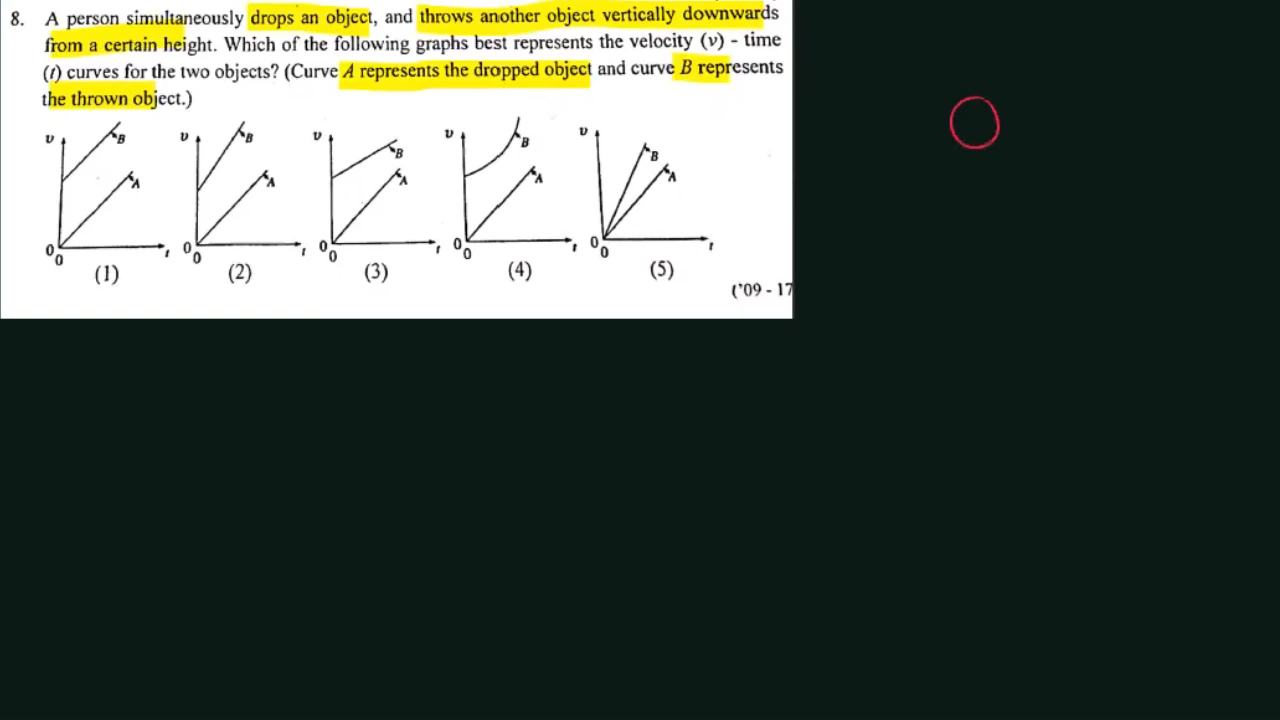 8. A person simultaneously drops an object, and throws another object vertically downwards
from a certain height. Which of the following graphs best represents the velocity (v) - time
(t) curves for the two objects? (Curve A represents the dropped object and curve B represents
the thrown object.)
v B A 0 0 t
v B A 0 0 t
v B A 0 0 t
v B A 0 0 t
v B A 0 0 t
(1) (2) (3) (4) (5)
('09 - 17